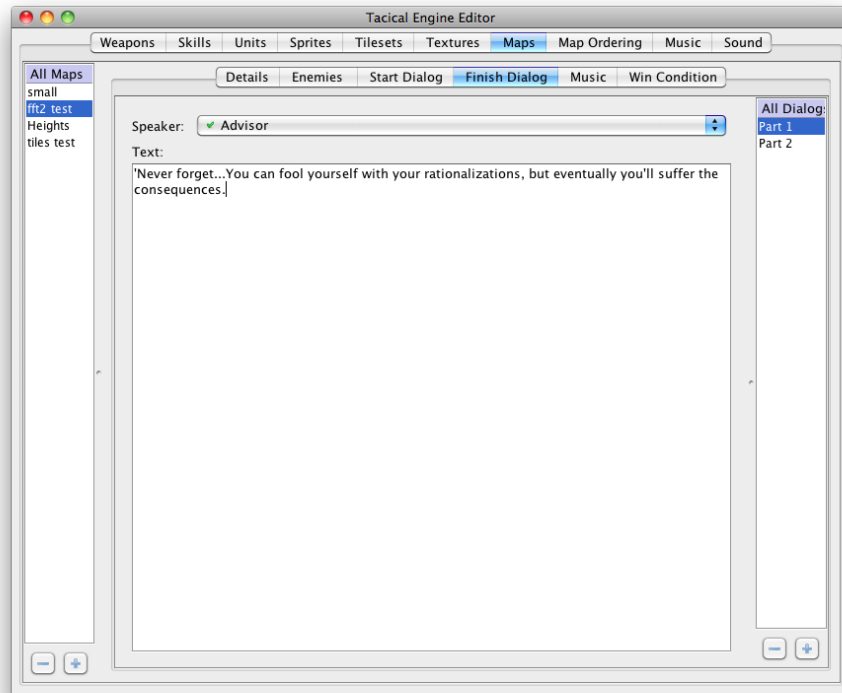 Tacical Engine Editor
Weapons Skills Units Sprites Tilesets Textures Maps Map Ordering Music Sound
All Maps
small
fft2 test
Heights
tiles test
Details Enemies Start Dialog Finish Dialog Music Win Condition
Speaker: Advisor
Text:
'Never forget...You can fool yourself with your rationalizations, but eventually you'll suffer the
consequences.
All Dialog:
Part 1
Part 2